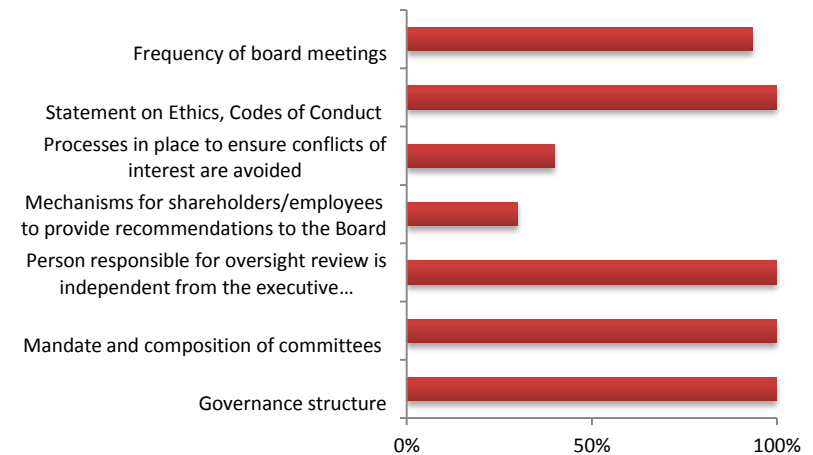 Frequency of board meetings
Statement on Ethics, Codes of Conduct
Processes in place to ensure conflicts of
interest are avoided
Mechanisms for shareholders/employees
to provide recommendations to the Board
Person responsible for oversight review is
independent from the executive…
Mandate and composition of committees
Governance structure
0% 50% 100%